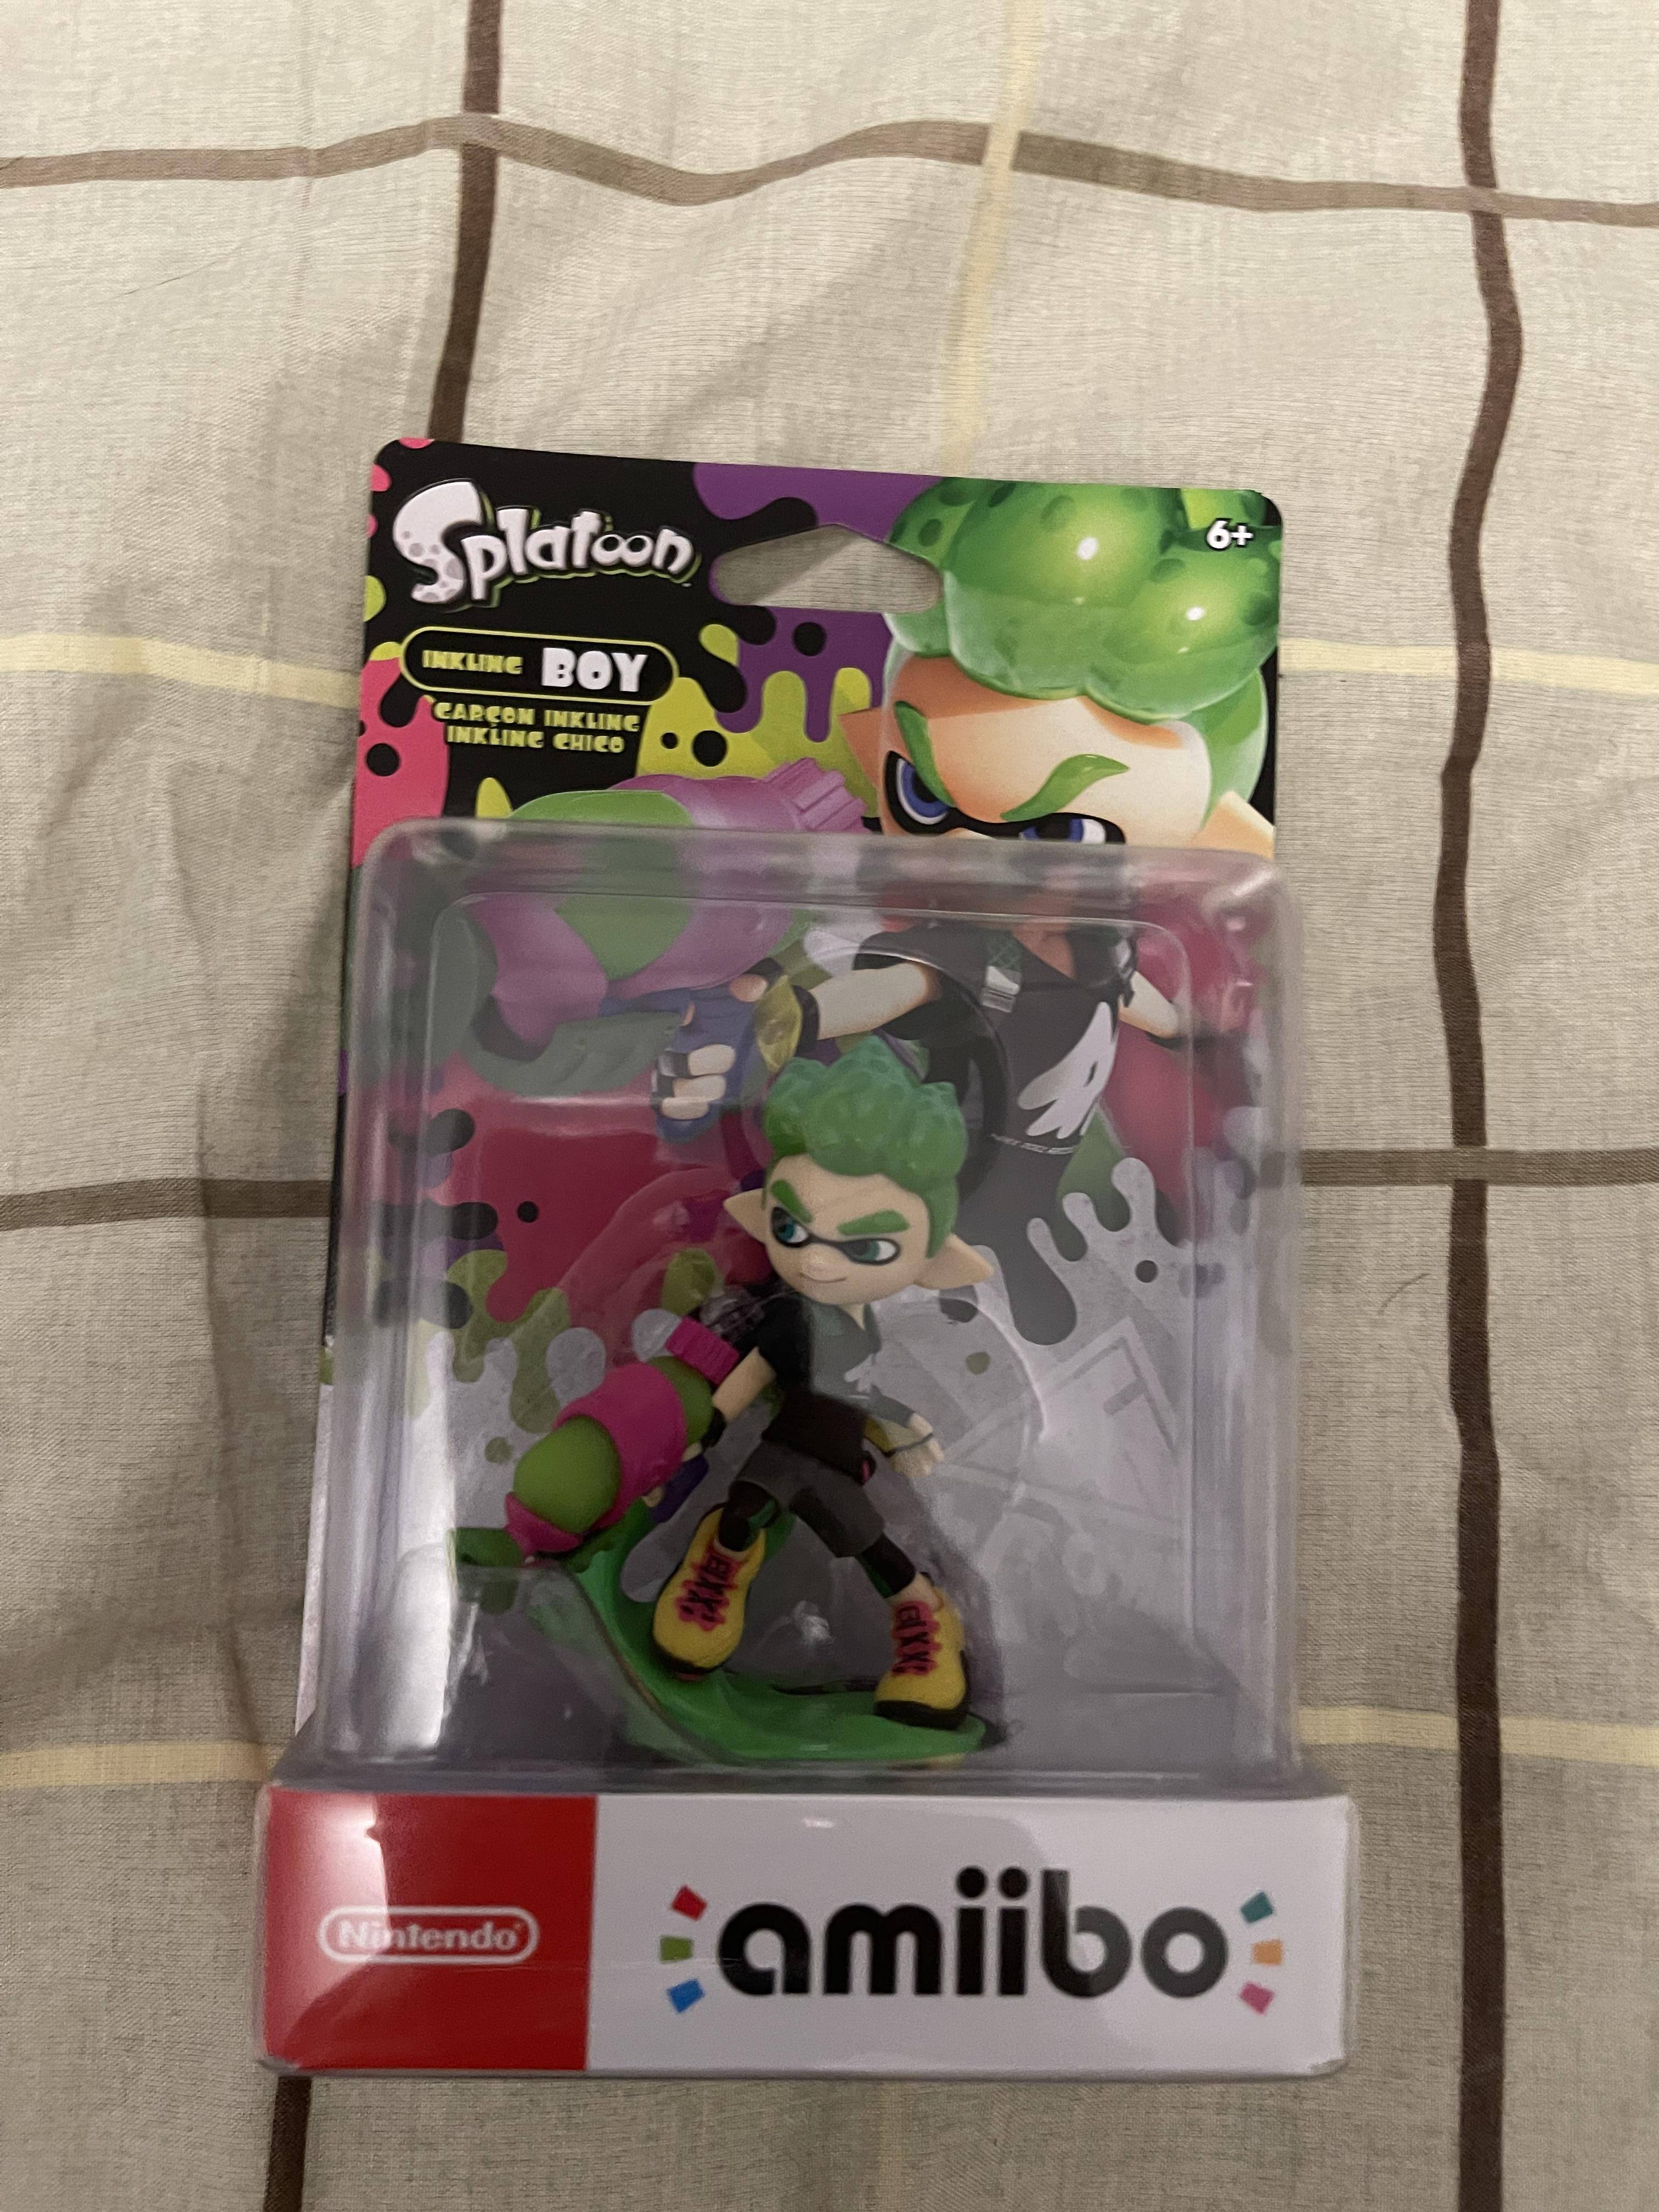 Splatoon
6+
INKLING BOY
GARÇON INKLING
INKLING CHICO
Nintendo
amiibo